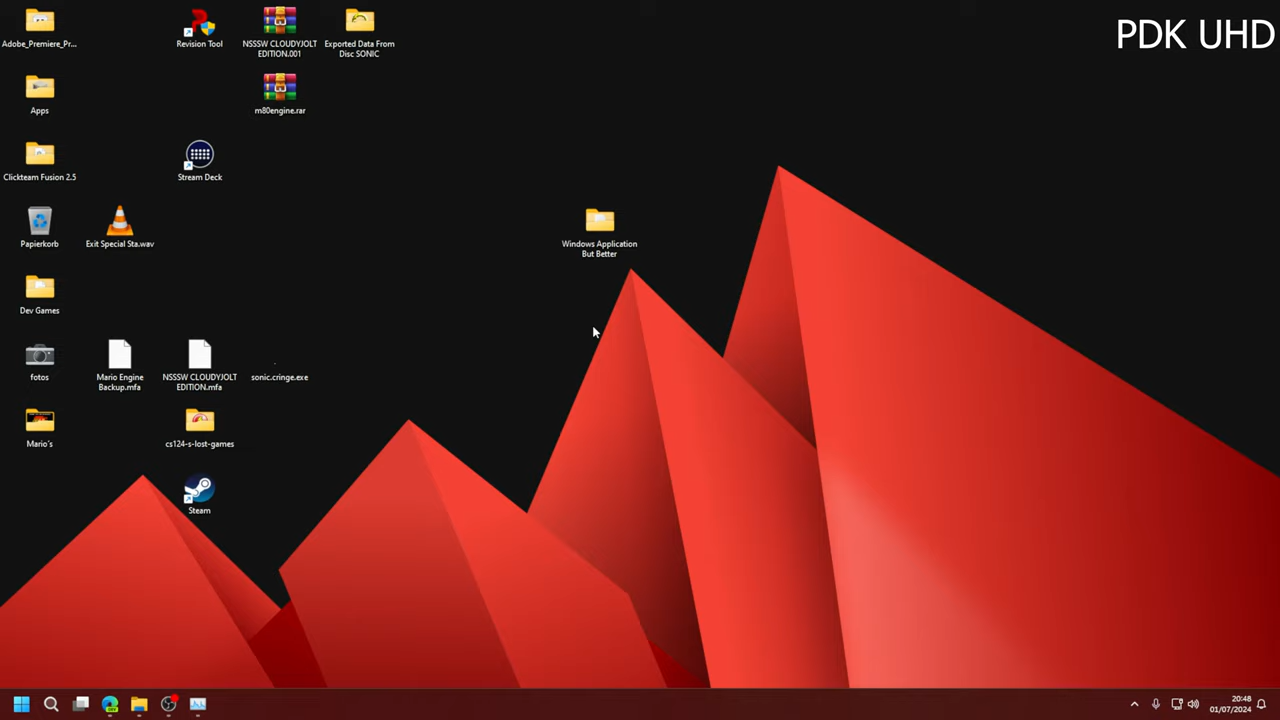 PDK UHD
Adobe_Premiere_Pr...
Revision Tool
NSSSW CLOUDYJOLT
EDITION.001
Exported Data From
Disc SONIC
Apps
m80engine.rar
Clickteam Fusion 2.5
Stream Deck
Papierkorb
Exit Special Sta.wav
Windows Application
But Better
Dev Games
fotos
Mario Engine
Backup.mfa
NSSSW CLOUDYJOLT
EDITION.mfa
sonic.cringe.exe
Mario´s
cs124-s-lost-games
Steam
20:48
01/07/2024